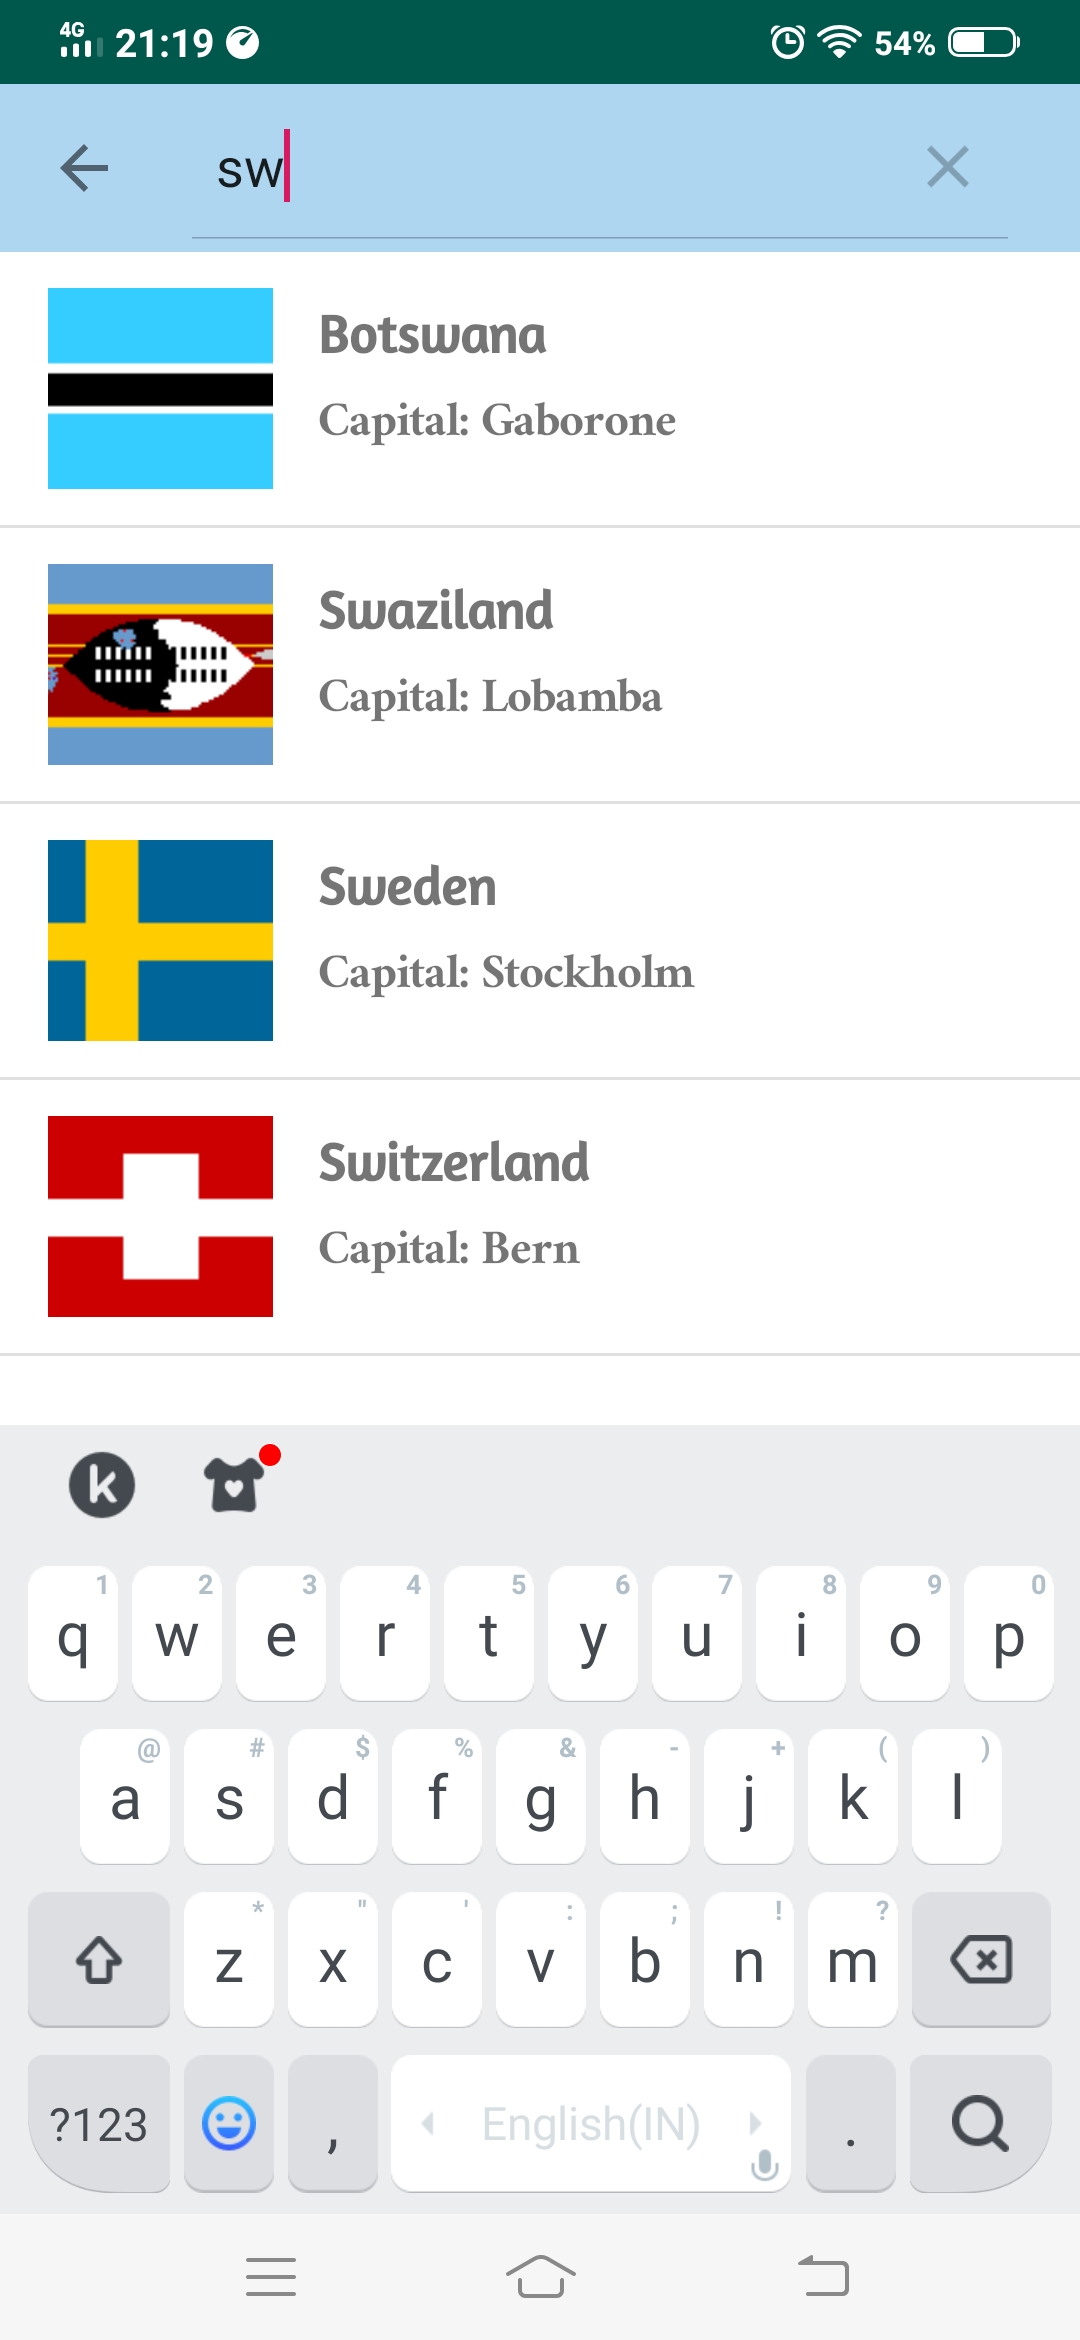 4G 21:19 54%
sw
Botswana
Capital: Gaborone
Swaziland
Capital: Lobamba
Sweden
Capital: Stockholm
Switzerland
Capital: Bern
k
1 2 3 4 5 6 7 8 9 0
q w e r t y u i o p
@ # $ % & - + ( )
a s d f g h j k l
* " ' : ; ! ?
z x c v b n m
?123 , English(IN) .